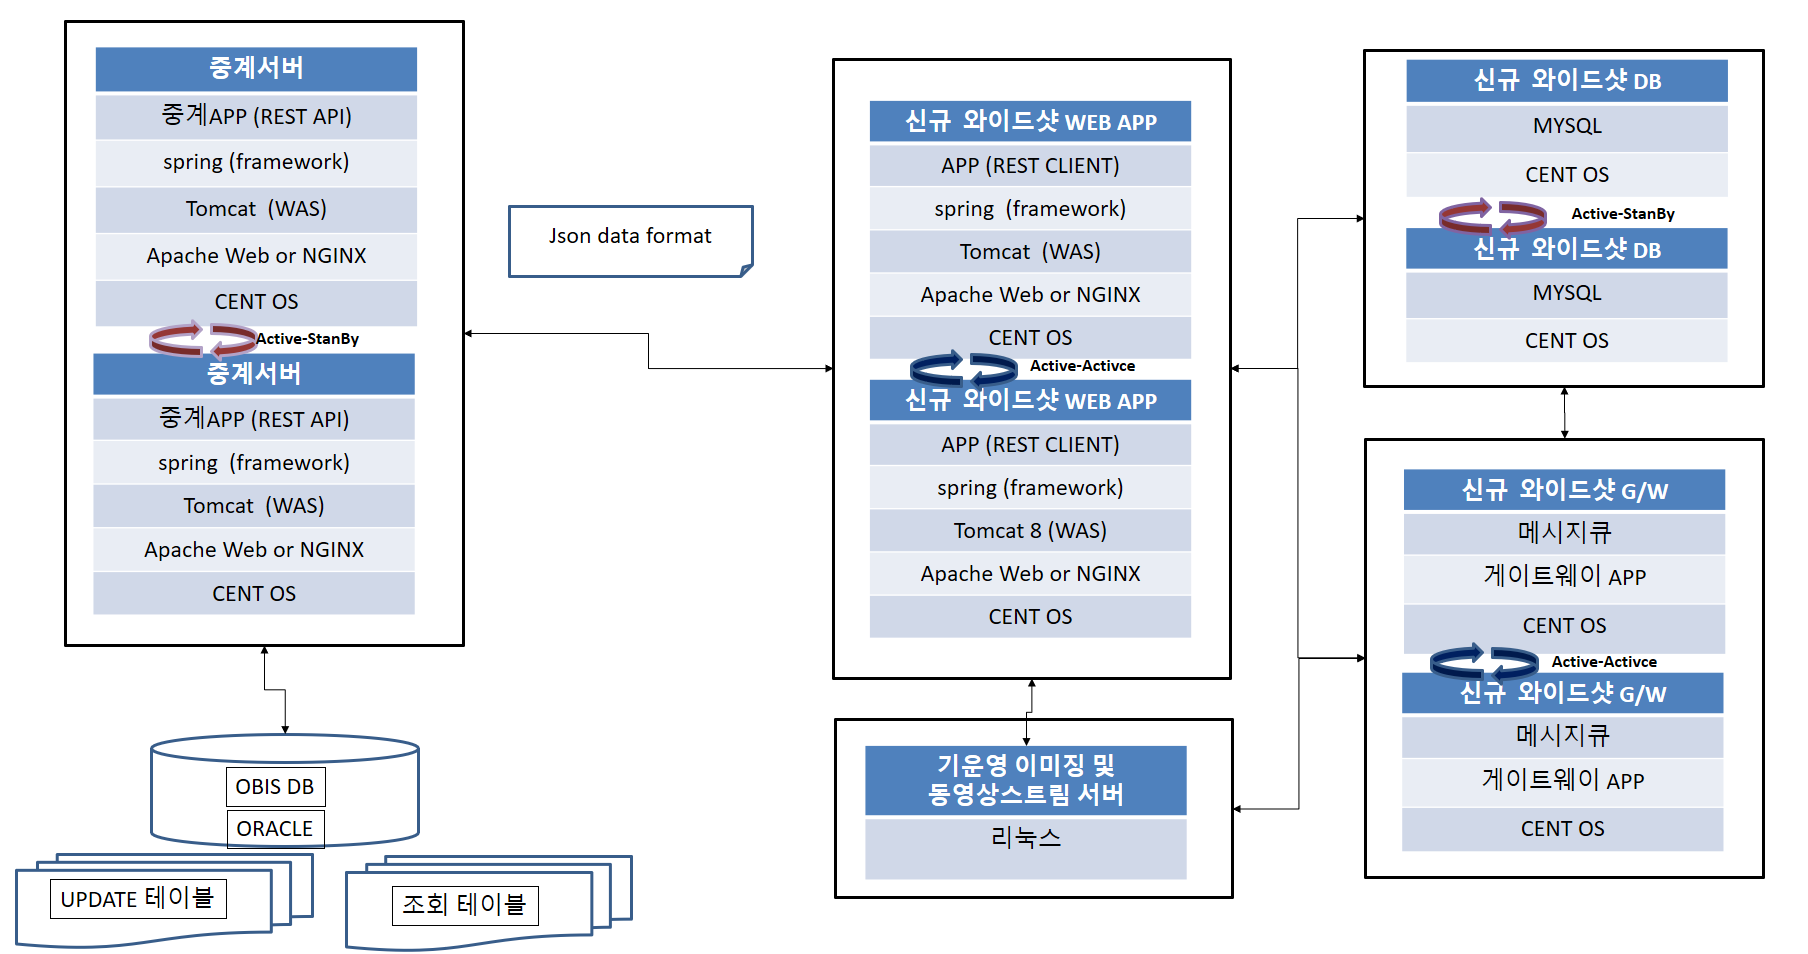 중계서버
중계APP (REST API)
spring (framework)
Tomcat (WAS)
Apache Web or NGINX
CENT OS
Active-StanBy
중계서버
중계APP (REST API)
spring (framework)
Tomcat (WAS)
Apache Web or NGINX
CENT OS
OBIS DB
ORACLE
UPDATE 테이블
조회 테이블
Json data format
신규 와이드샷 WEB APP
APP (REST CLIENT)
spring (framework)
Tomcat (WAS)
Apache Web or NGINX
CENT OS
Active-Activce
신규 와이드샷 WEB APP
APP (REST CLIENT)
spring (framework)
Tomcat 8 (WAS)
Apache Web or NGINX
CENT OS
기운영 이미징 및
동영상스트림 서버
리눅스
신규 와이드샷 DB
MYSQL
CENT OS
Active-StanBy
신규 와이드샷 DB
MYSQL
CENT OS
신규 와이드샷 G/W
메시지큐
게이트웨이 APP
CENT OS
Active-Activce
신규 와이드샷 G/W
메시지큐
게이트웨이 APP
CENT OS